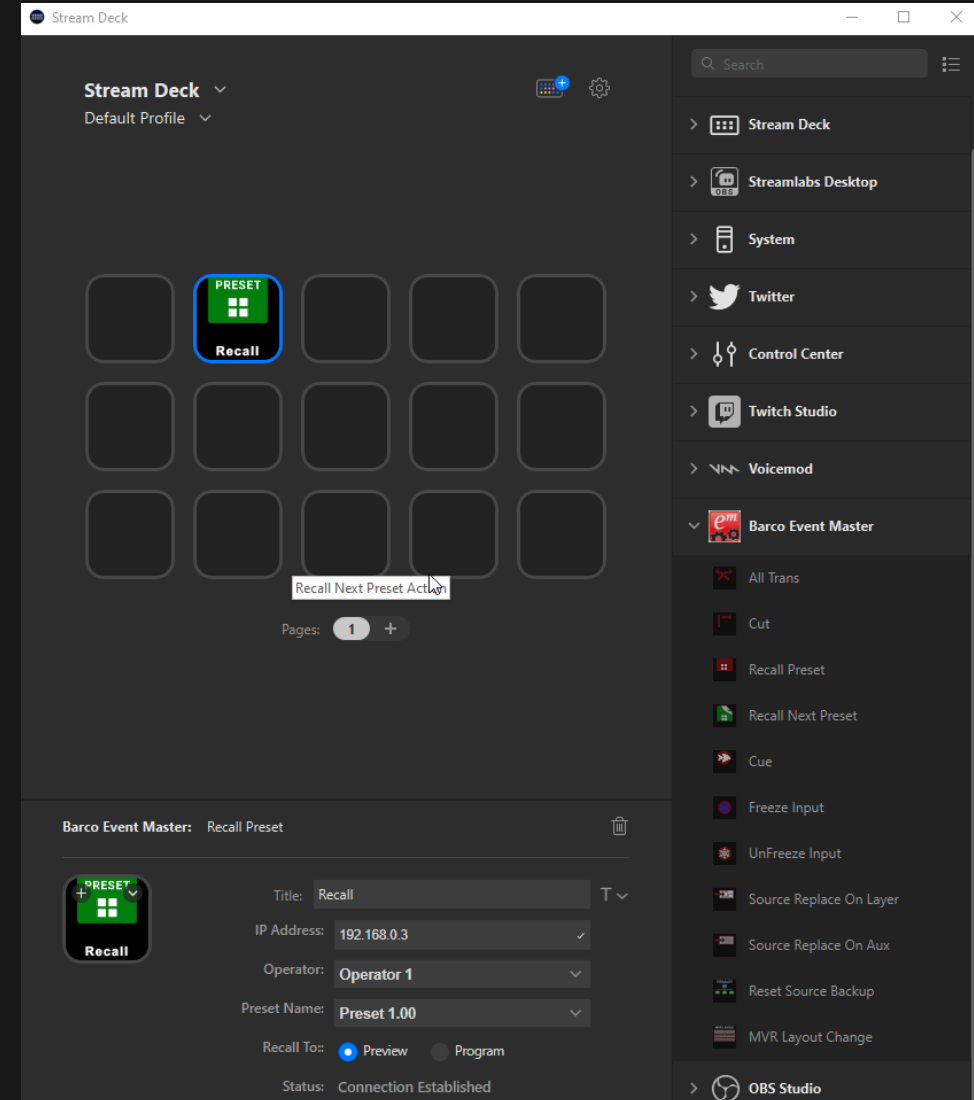 Stream Deck
Stream Deck
Default Profile
PRESET
Recall
Recall Next Preset Act
Pages: 1 +
Barco Event Master: Recall Preset
PRESET
Recall
Title: Recall
T
IP Address: 192.168.0.3
Operator: Operator 1
Preset Name: Preset 1.00
Recall To:: Preview Program
Status: Connection Established
Search
Stream Deck
OBS
Streamlabs Desktop
System
Twitter
Control Center
Twitch Studio
Voicemod
em
Barco Event Master
All Trans
Cut
Recall Preset
Recall Next Preset
Cue
Freeze Input
UnFreeze Input
Source Replace On Layer
Source Replace On Aux
Reset Source Backup
MVR Layout Change
OBS Studio